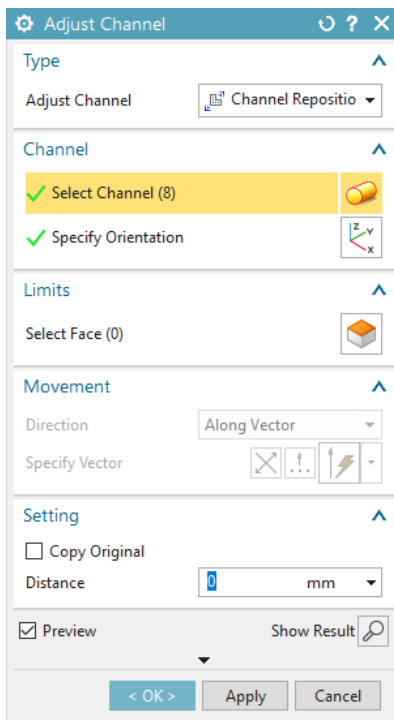 Adjust Channel
?
Type
Adjust Channel
Channel Repositio
Channel
Select Channel (8)
Specify Orientation
Z
Y
X
Limits
Select Face (0)
Movement
Direction
Along Vector
Specify Vector
Setting
Copy Original
Distance
0 mm
Preview
Show Result
< OK >
Apply
Cancel